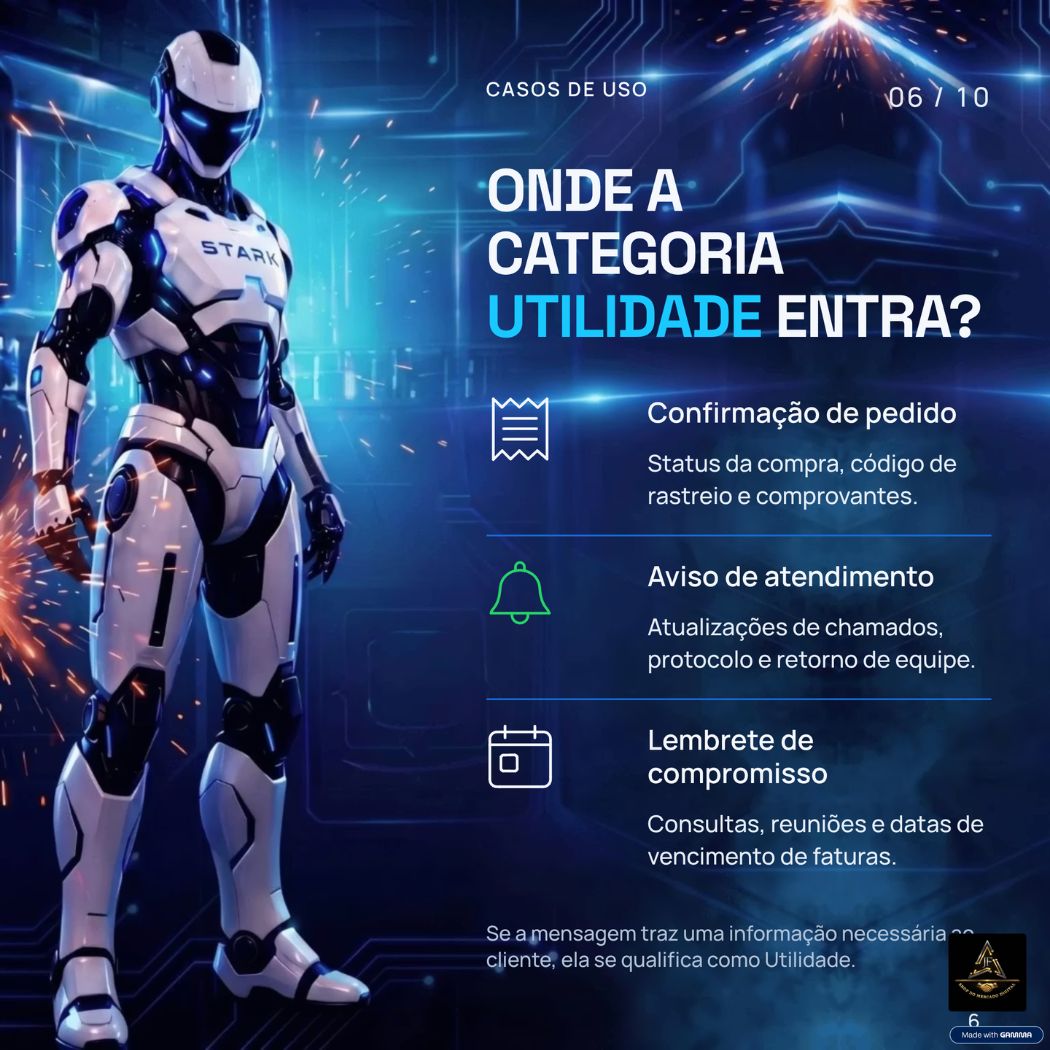 CASOS DE USO
06 / 10
STARK
ONDE A
CATEGORIA
UTILIDADE ENTRA?
Confirmação de pedido
Status da compra, código de
rastreio e comprovantes.
Aviso de atendimento
Atualizações de chamados,
protocolo e retorno de equipe.
Lembrete de
compromisso
Consultas, reuniões e datas de
vencimento de faturas.
Se a mensagem traz uma informação necessária ao
cliente, ela se qualifica como Utilidade.
6
Made with GAMMA